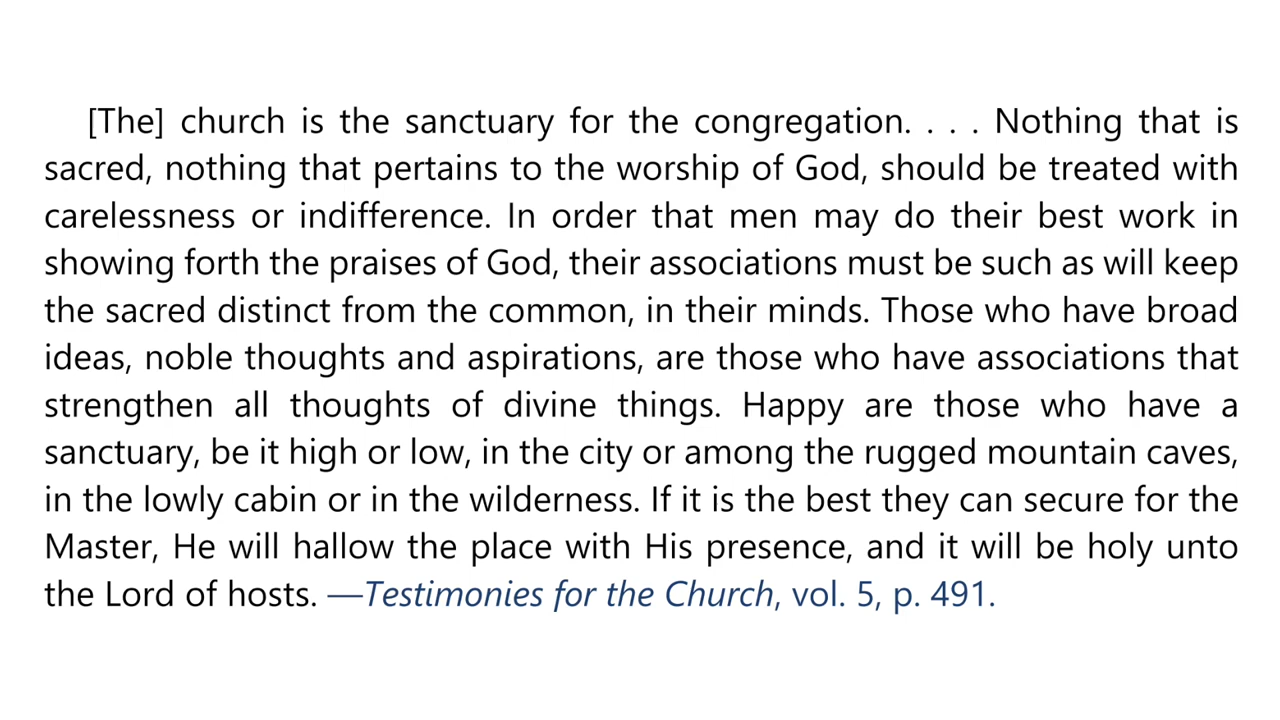 [The] church is the sanctuary for the congregation. . . . Nothing that is
sacred, nothing that pertains to the worship of God, should be treated with
carelessness or indifference. In order that men may do their best work in
showing forth the praises of God, their associations must be such as will keep
the sacred distinct from the common, in their minds. Those who have broad
ideas, noble thoughts and aspirations, are those who have associations that
strengthen all thoughts of divine things. Happy are those who have a
sanctuary, be it high or low, in the city or among the rugged mountain caves,
in the lowly cabin or in the wilderness. If it is the best they can secure for the
Master, He will hallow the place with His presence, and it will be holy unto
the Lord of hosts. —Testimonies for the Church, vol. 5, p. 491.